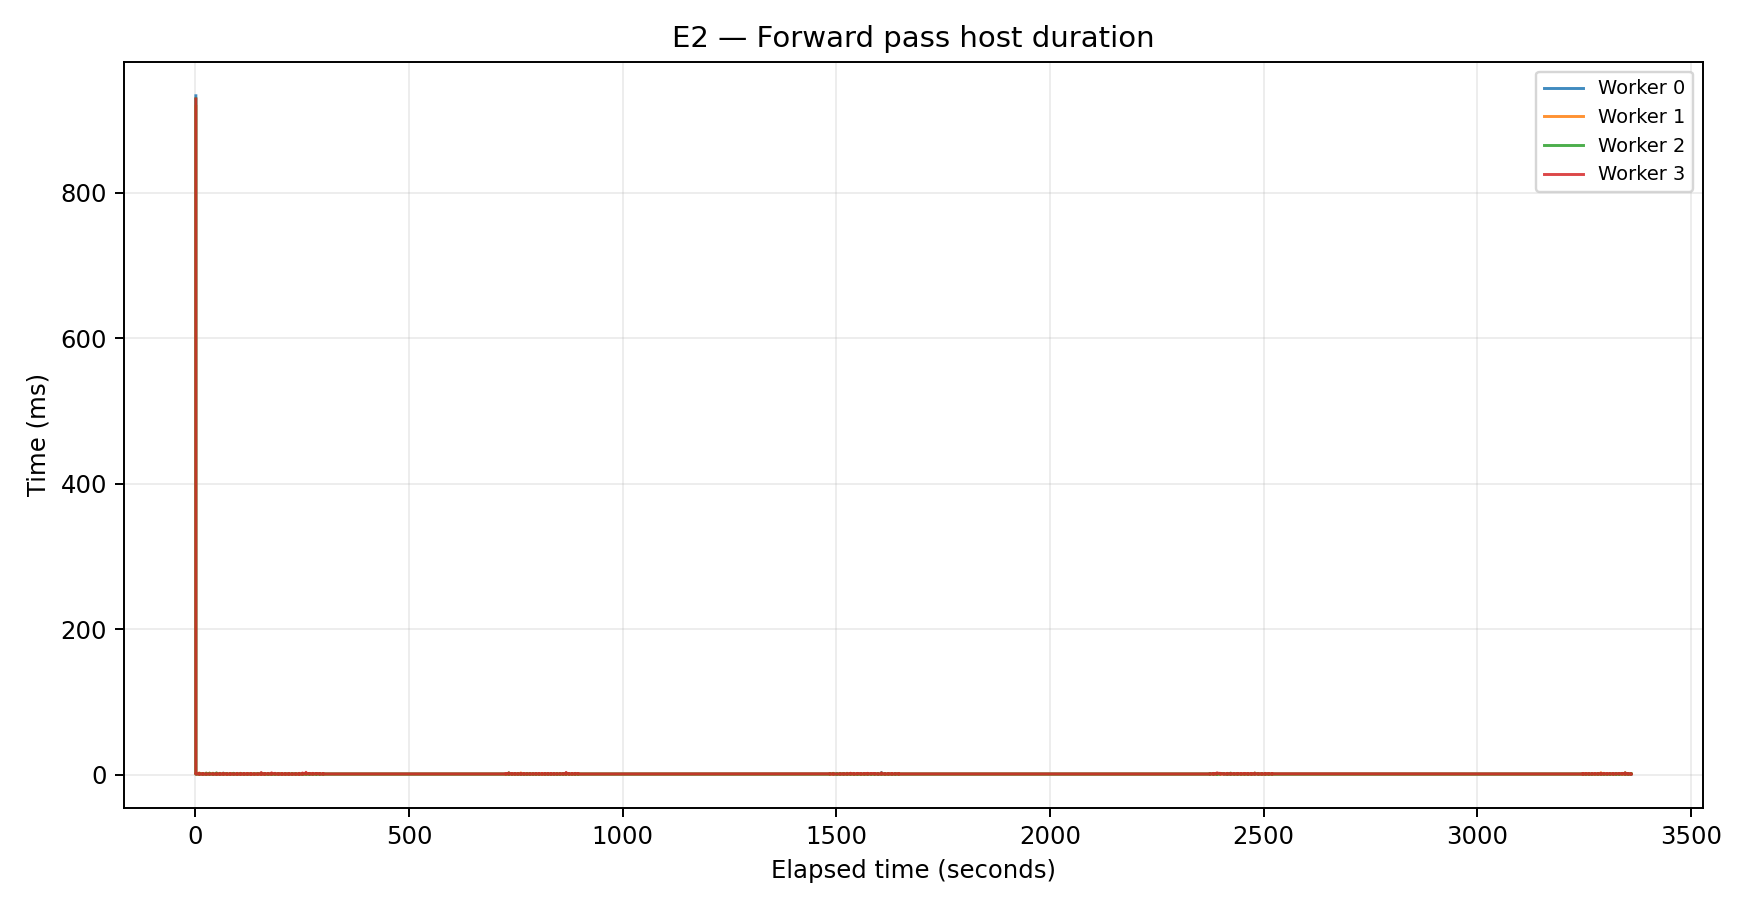 E2 — Forward pass host duration
Worker 0
Worker 1
Worker 2
Worker 3
800
600
400
200
0
Time (ms)
0 500 1000 1500 2000 2500 3000 3500
Elapsed time (seconds)